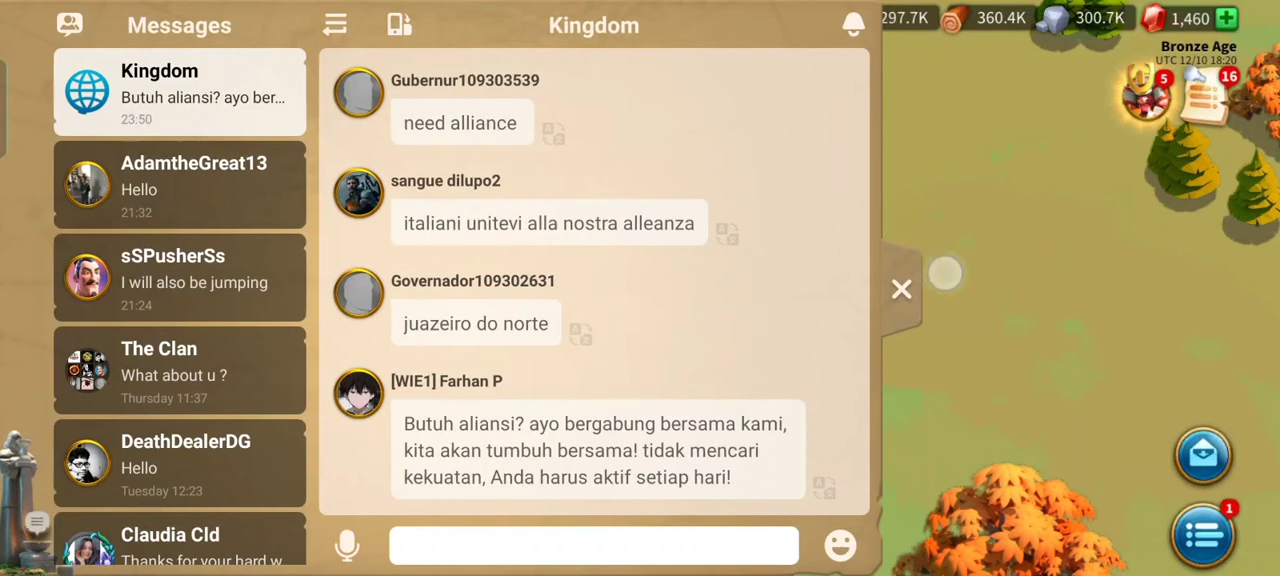 Messages
Kingdom
Butuh aliansi? ayo ber...
23:50
AdamtheGreat13
Hello
21:32
sSPusherSs
I will also be jumping
21:24
The Clan
What about u ?
Thursday 11:37
DeathDealerDG
Hello
Tuesday 12:23
Claudia Cld
Thanks for your hard w
Kingdom
Gubernur109303539
need alliance
sangue dilupo2
italiani unitevi alla nostra alleanza
Governador109302631
juazeiro do norte
[WIE1] Farhan P
Butuh aliansi? ayo bergabung bersama kami,
kita akan tumbuh bersama! tidak mencari
kekuatan, Anda harus aktif setiap hari!
297.7K 360.4K 300.7K 1,460
Bronze Age
UTC 12/10 18:20
5 16
1